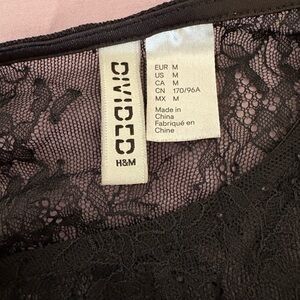 DIVIDED
H&M
EUR M
US M
CA M
CN 170/96A
MX M
Made in
China
Fabriqué en
Chine